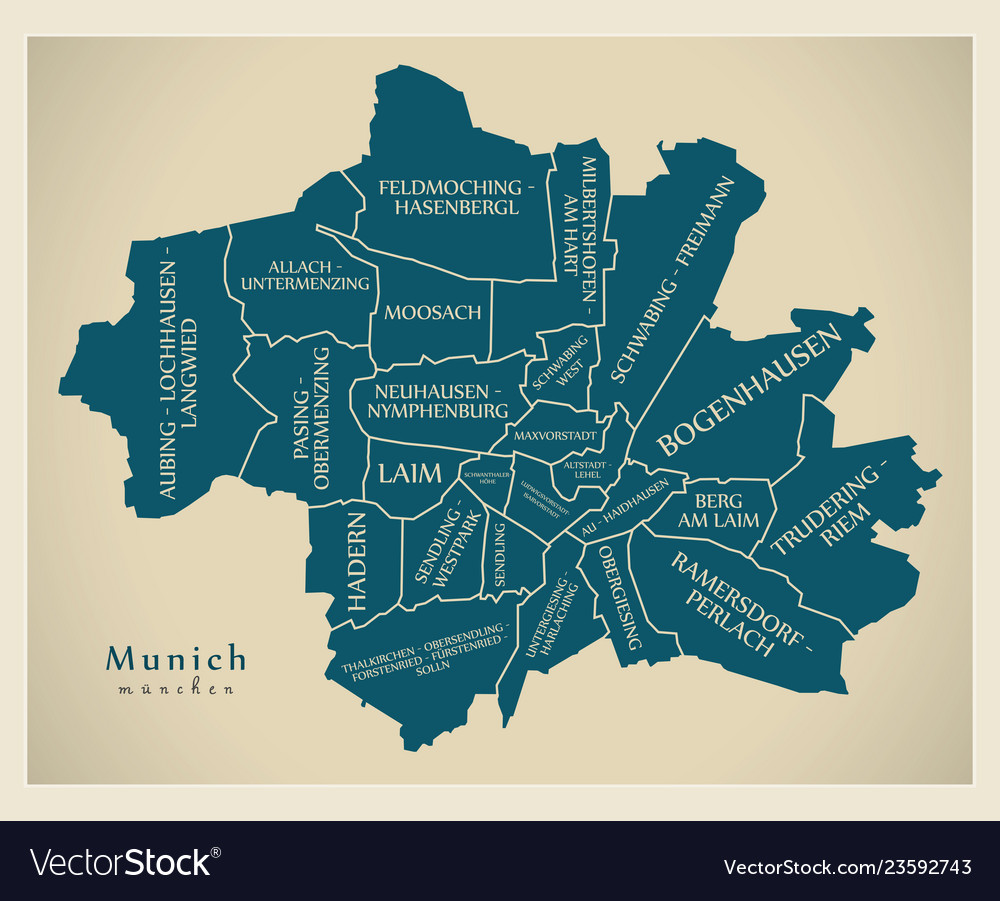 FELDMOCHING -
HASENBERGL
MILBERTSHOFEN -
AM HART
SCHWABING - FREIMANN
ALLACH -
UNTERMENZING
MOOSACH
AUBING - LOCHHAUSEN -
LANGWIED
PASING -
OBERMENZING
NEUHAUSEN -
NYMPHENBURG
SCHWABING
WEST
BOGENHAUSEN
MAXVORSTADT
LAIM
SCHWANTHALER
HÖHE
LUDWIGSVORSTADT-
ISARVORSTADT
ALTSTADT -
LEHEL
AU - HAIDHAUSEN
BERG
AM LAIM
TRUDERING -
RIEM
HADERN
SENDLING -
WESTPARK
SENDLING
UNTERGIESING -
HARLACHING
OBERGIESING
RAMERSDORF -
PERLACH
THALKIRCHEN - OBERSENDLING -
FORSTENRIED - FÜRSTENRIED -
SOLLN
Munich
münchen
VectorStock®
VectorStock.com/23592743